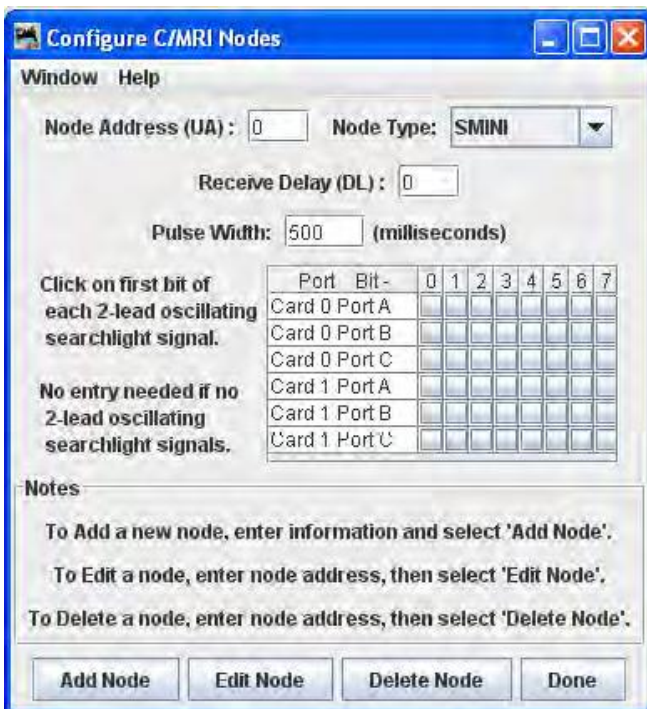 Configure C/MRI Nodes
Window Help
Node Address (UA) : 0 Node Type: SMINI
Receive Delay (DL) : 0
Pulse Width: 500 (milliseconds)
Click on first bit of
each 2-lead oscillating
searchlight signal.
No entry needed if no
2-lead oscillating
searchlight signals.
Port Bit- 0 1 2 3 4 5 6 7
Card 0 Port A
Card 0 Port B
Card 0 Port C
Card 1 Port A
Card 1 Port B
Card 1 Port C
Notes
To Add a new node, enter information and select 'Add Node'.
To Edit a node, enter node address, then select 'Edit Node'.
To Delete a node, enter node address, then select 'Delete Node'.
Add Node Edit Node Delete Node Done